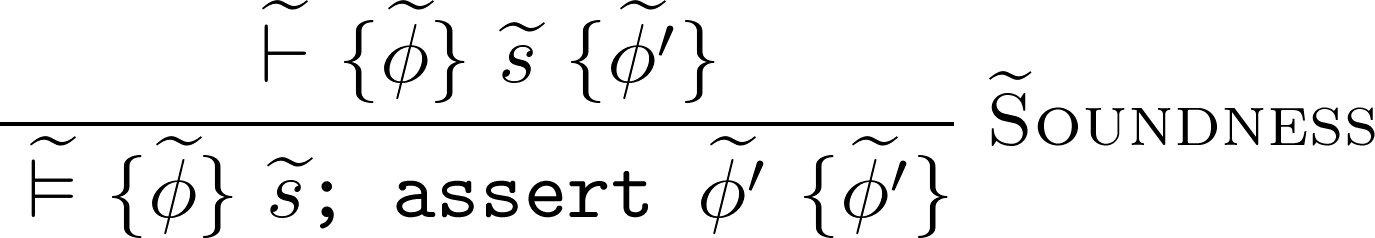 ⊢̃ {ϕ̃} s̃ {ϕ̃′}
S̃OUNDNESS
⊨̃ {ϕ̃} s̃; assert ϕ̃′ {ϕ̃′}